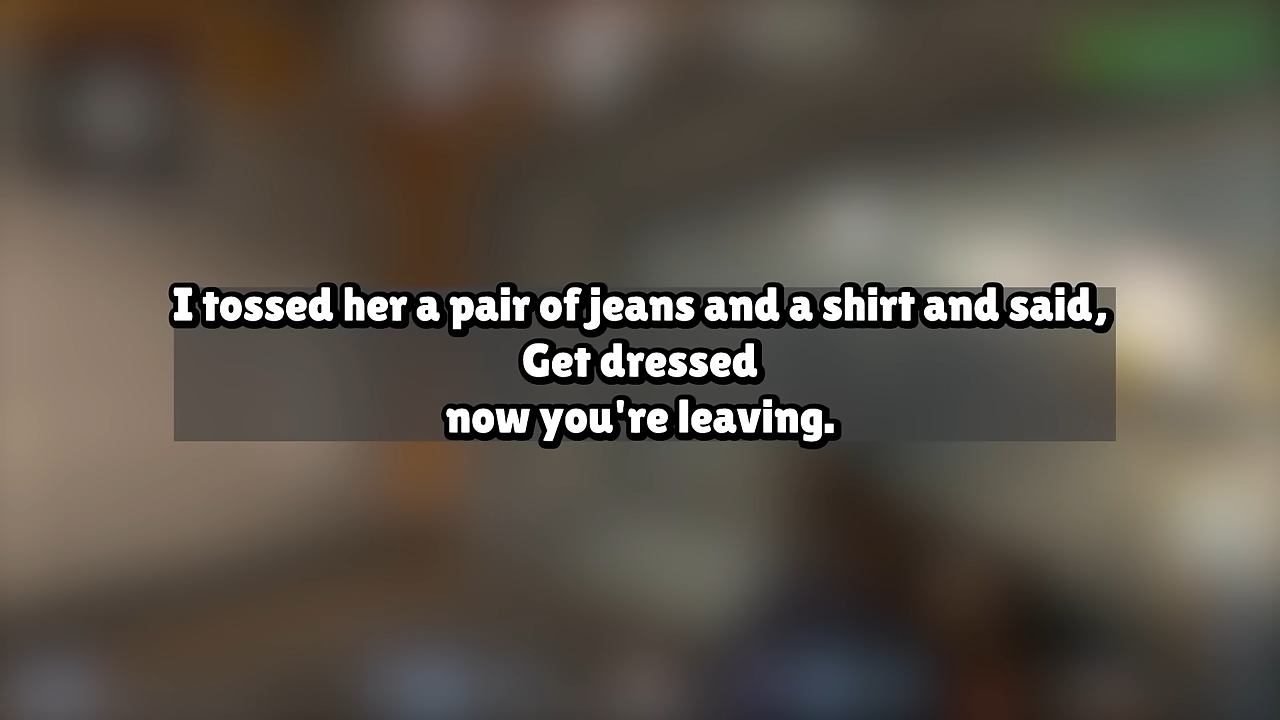 I tossed her a pair of jeans and a shirt and said,
Get dressed
now you're leaving.